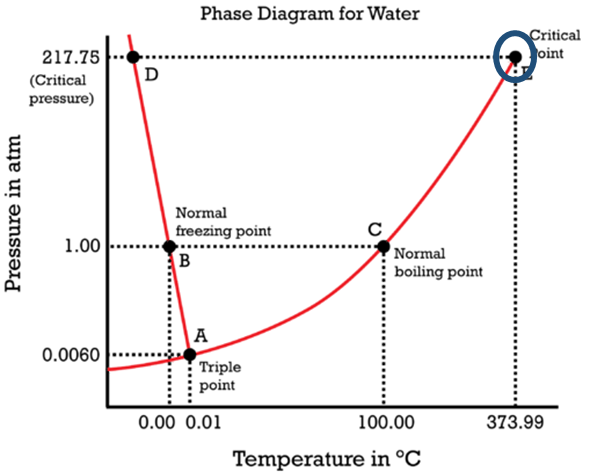 Phase Diagram for Water
217.75
(Critical
pressure)
D
Critical
Point
E
Normal
freezing point
1.00
B
C
Normal
boiling point
A
0.0060
Triple
point
0.00 0.01 100.00 373.99
Temperature in °C
Pressure in atm